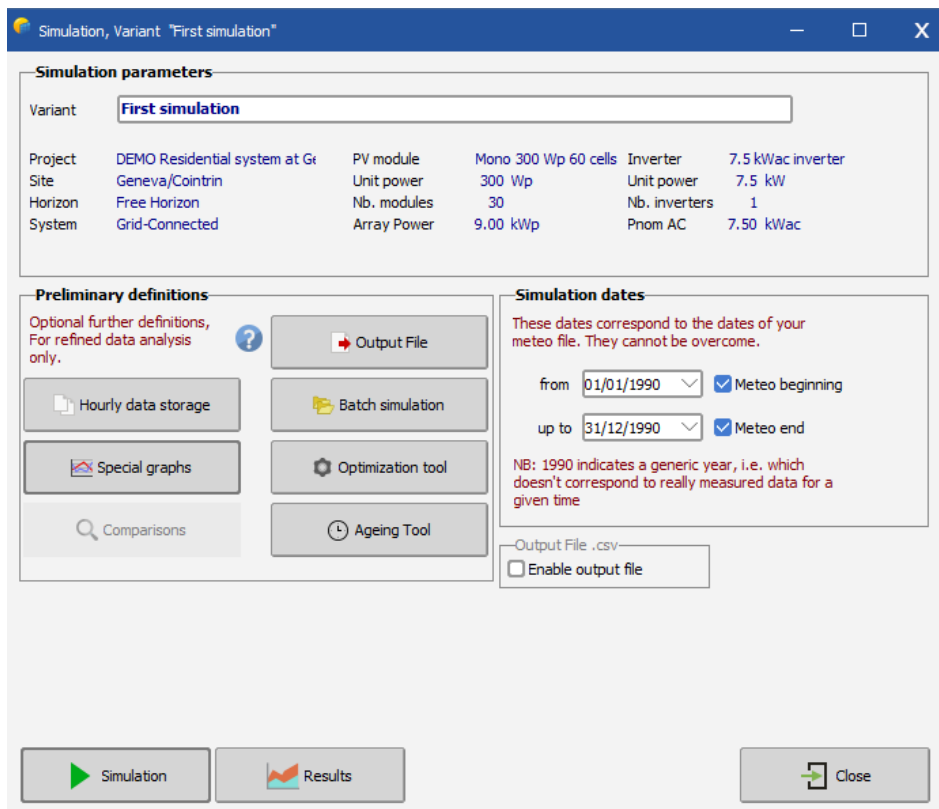 Simulation, Variant "First simulation"
Simulation parameters
Variant First simulation
Project DEMO Residential system at Ge PV module Mono 300 Wp 60 cells Inverter 7.5 kWac inverter
Site Geneva/Cointrin Unit power 300 Wp Unit power 7.5 kW
Horizon Free Horizon Nb. modules 30 Nb. inverters 1
System Grid-Connected Array Power 9.00 kWp Pnom AC 7.50 kWac
Preliminary definitions
Optional further definitions,
For refined data analysis
only.
?
Output File
Hourly data storage
Batch simulation
Special graphs
Optimization tool
Comparisons
Ageing Tool
Simulation dates
These dates correspond to the dates of your
meteo file. They cannot be overcome.
from 01/01/1990 Meteo beginning
up to 31/12/1990 Meteo end
NB: 1990 indicates a generic year, i.e. which
doesn't correspond to really measured data for a
given time
Output File .csv
Enable output file
Simulation
Results
Close